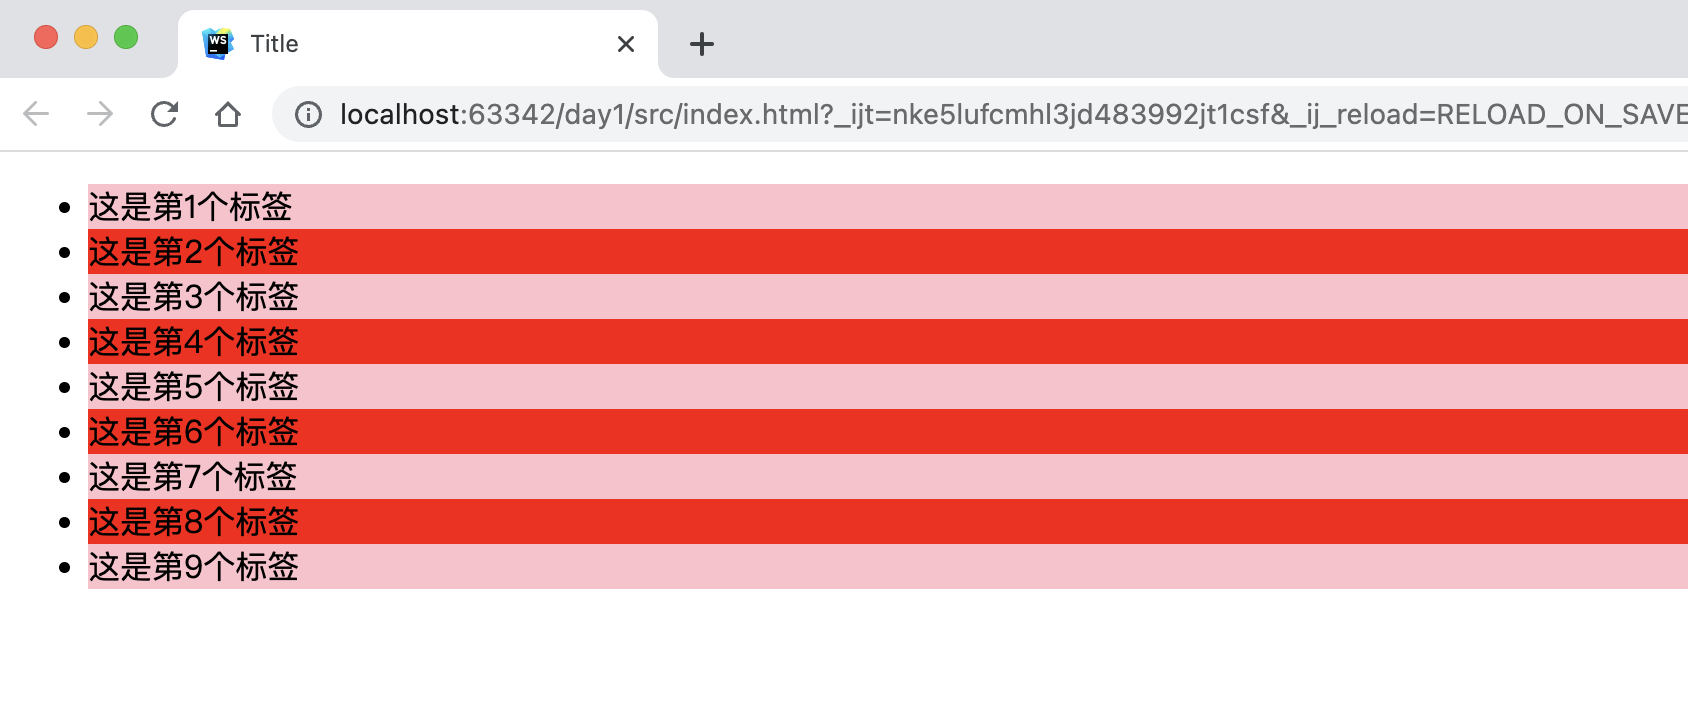 WS
Title
localhost:63342/day1/src/index.html?_ijt=nke5lufcmhl3jd483992jt1csf&_ij_reload=RELOAD_ON_SAVE
这是第1个标签
这是第2个标签
这是第3个标签
这是第4个标签
这是第5个标签
这是第6个标签
这是第7个标签
这是第8个标签
这是第9个标签